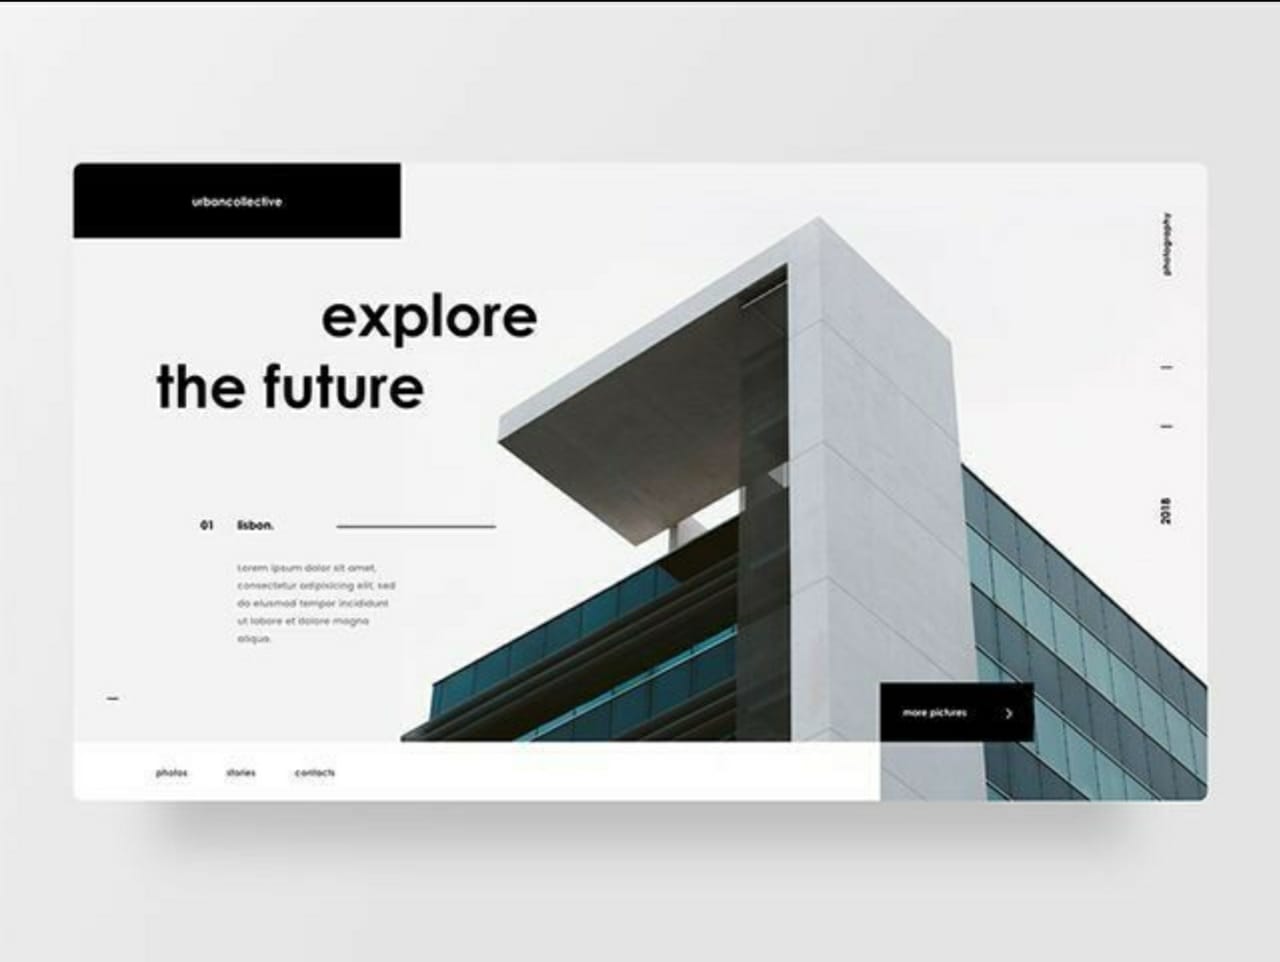 urbancollective
photography
explore
the future
01 lisbon.
2018
Lorem ipsum dolor sit amet,
consectetur adipisicing elit, sed
do eiusmod tempor incididunt
ut labore et dolore magna
aliqua.
more pictures
photos stories contacts